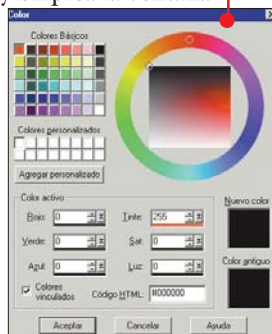 Color
Colores Básicos
Colores personalizados
Agregar personalizado
Color activo
Rojo: 0
Tinte: 255
Verde: 0
Sat: 0
Azul: 0
Luz: 0
Colores vinculados
Código HTML: #000000
Nuevo color
Color antiguo
Aceptar
Cancelar
Ayuda